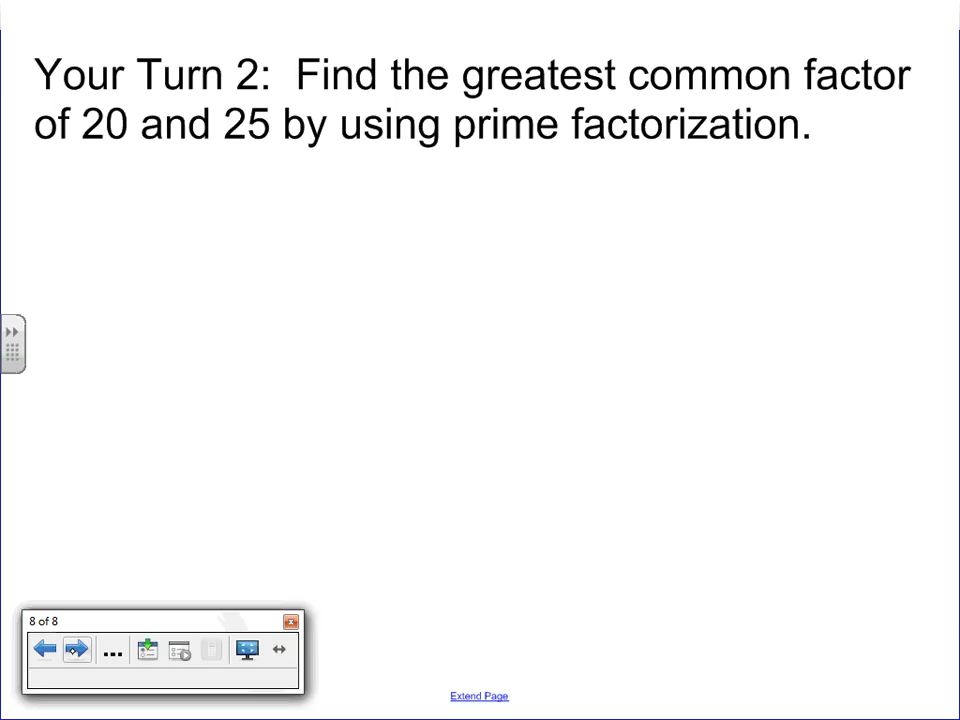 Your Turn 2:  Find the greatest common factor
of 20 and 25 by using prime factorization.
8 of 8
...
Extend Page